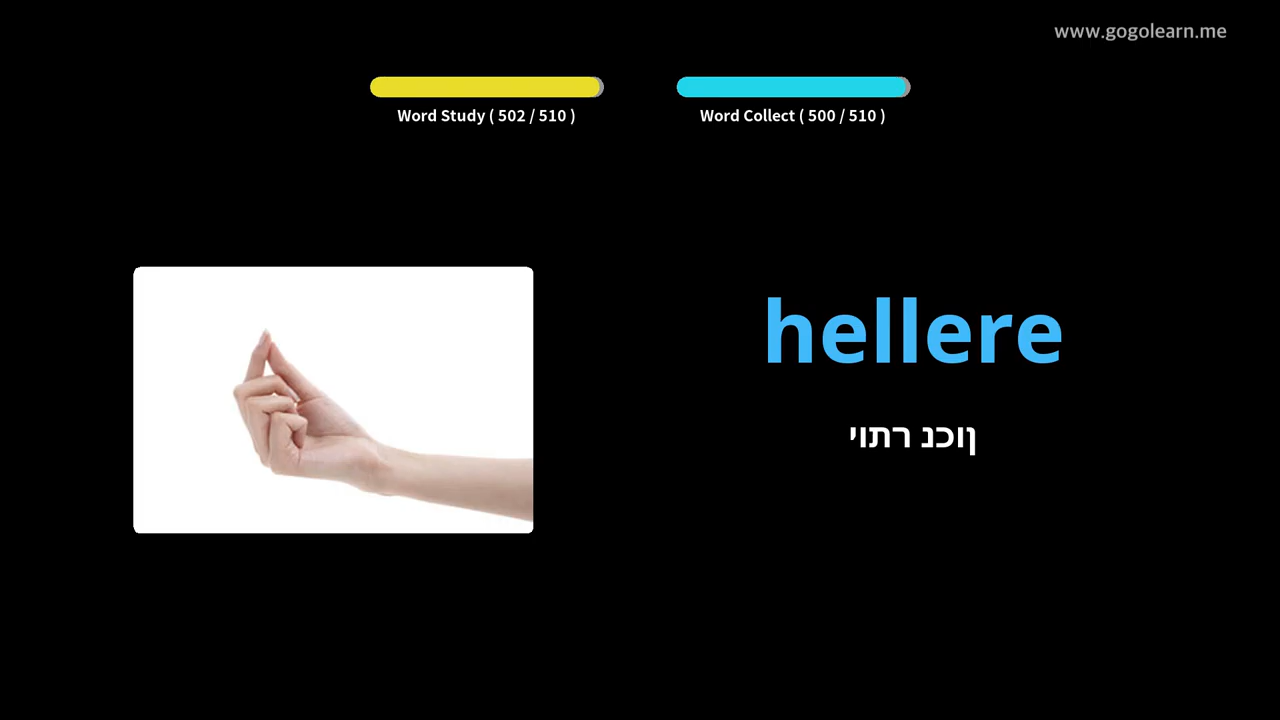 www.gogolearn.me
Word Study ( 502 / 510 )
Word Collect ( 500 / 510 )
hellere
ןוכנ רתוי